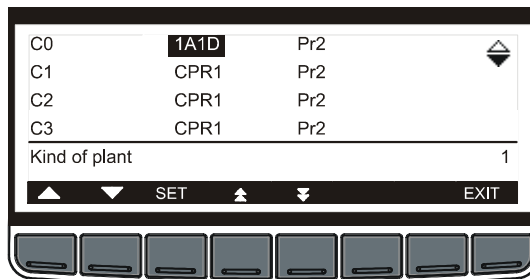 C0 1A1D Pr2
C1 CPR1 Pr2
C2 CPR1 Pr2
C3 CPR1 Pr2
Kind of plant 1
SET EXIT